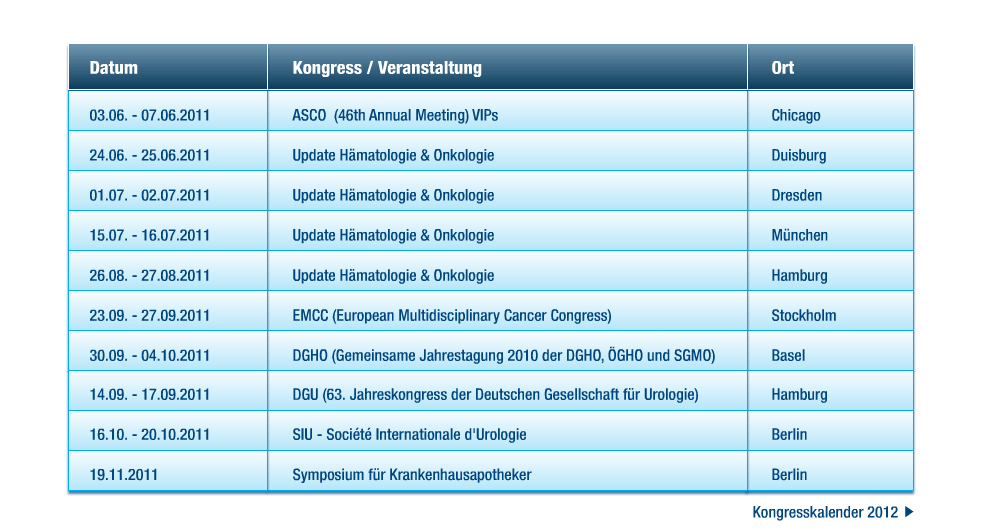 Datum Kongress / Veranstaltung Ort
03.06. - 07.06.2011 ASCO (46th Annual Meeting) VIPs Chicago
24.06. - 25.06.2011 Update Hämatologie & Onkologie Duisburg
01.07. - 02.07.2011 Update Hämatologie & Onkologie Dresden
15.07. - 16.07.2011 Update Hämatologie & Onkologie München
26.08. - 27.08.2011 Update Hämatologie & Onkologie Hamburg
23.09. - 27.09.2011 EMCC (European Multidisciplinary Cancer Congress) Stockholm
30.09. - 04.10.2011 DGHO (Gemeinsame Jahrestagung 2010 der DGHO, ÖGHO und SGMO) Basel
14.09. - 17.09.2011 DGU (63. Jahreskongress der Deutschen Gesellschaft für Urologie) Hamburg
16.10. - 20.10.2011 SIU - Société Internationale d'Urologie Berlin
19.11.2011 Symposium für Krankenhausapotheker Berlin
Kongresskalender 2012